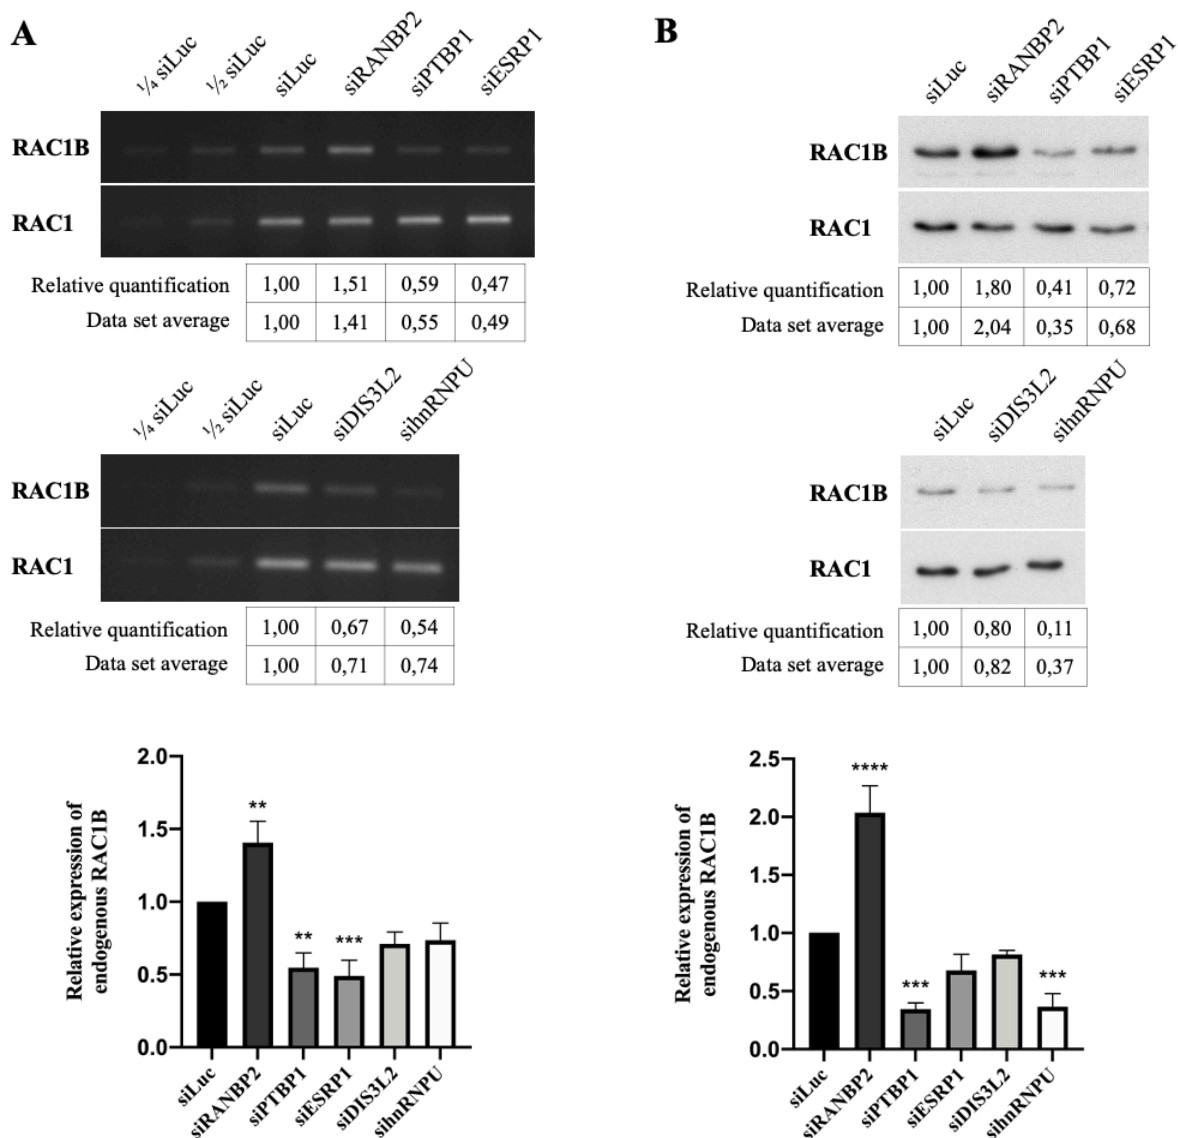 A
¼ siLuc
½ siLuc
siLuc
siRANBP2
siPTBP1
siESRP1
RAC1B
RAC1
Relative quantification 1,00 1,51 0,59 0,47
Data set average 1,00 1,41 0,55 0,49
¼ siLuc
½ siLuc
siLuc
siDIS3L2
sihnRNPU
RAC1B
RAC1
Relative quantification 1,00 0,67 0,54
Data set average 1,00 0,71 0,74
Relative expression of
endogenous RAC1B
2.0
1.5
1.0
0.5
0.0
**
**
***
siLuc
siRANBP2
siPTBP1
siESRP1
siDIS3L2
sihnRNPU
B
siLuc
siRANBP2
siPTBP1
siESRP1
RAC1B
RAC1
Relative quantification 1,00 1,80 0,41 0,72
Data set average 1,00 2,04 0,35 0,68
siLuc
siDIS3L2
sihnRNPU
RAC1B
RAC1
Relative quantification 1,00 0,80 0,11
Data set average 1,00 0,82 0,37
Relative expression of
endogenous RAC1B
2.5
2.0
1.5
1.0
0.5
0.0
****
***
***
siLuc
siRANBP2
siPTBP1
siESRP1
siDIS3L2
sihnRNPU